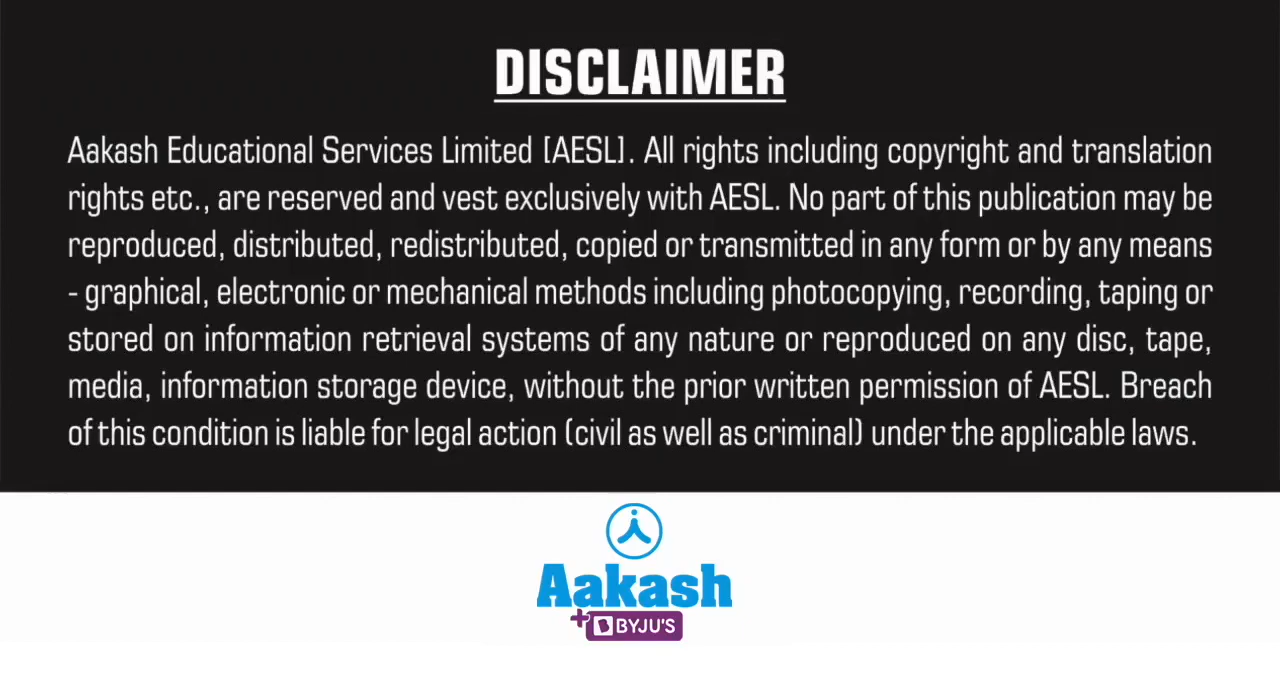 DISCLAIMER
Aakash Educational Services Limited [AESL]. All rights including copyright and translation
rights etc., are reserved and vest exclusively with AESL. No part of this publication may be
reproduced, distributed, redistributed, copied or transmitted in any form or by any means
- graphical, electronic or mechanical methods including photocopying, recording, taping or
stored on information retrieval systems of any nature or reproduced on any disc, tape,
media, information storage device, without the prior written permission of AESL. Breach
of this condition is liable for legal action (civil as well as criminal) under the applicable laws.
Aakash
+ BYJU'S